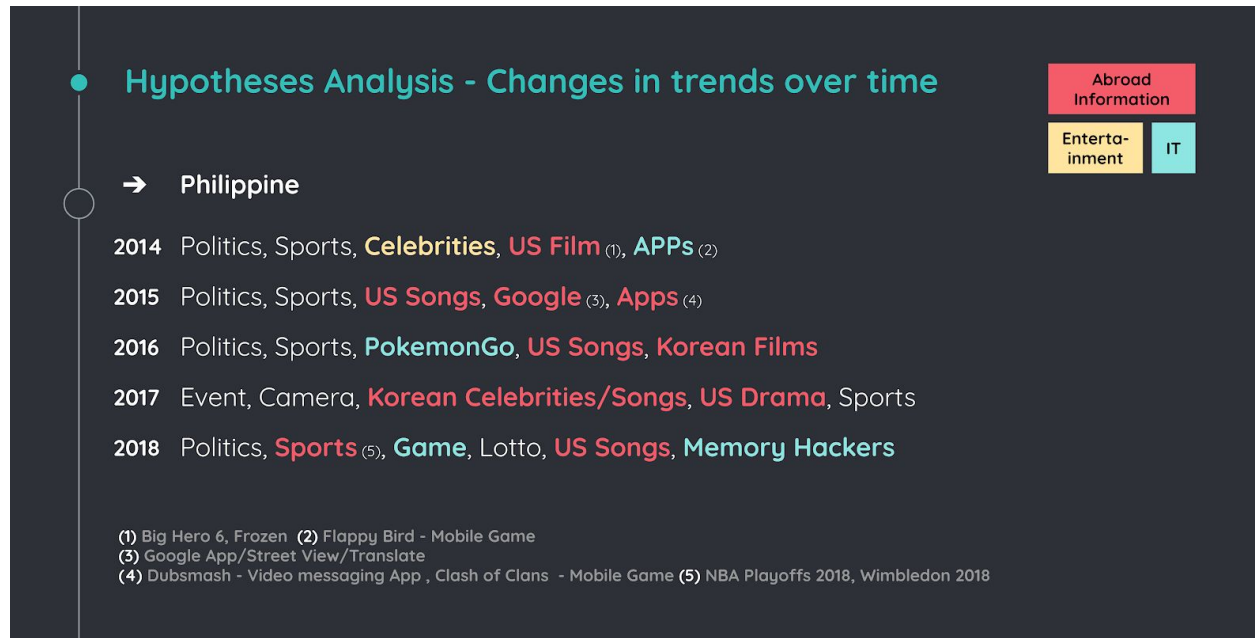 Hypotheses Analysis - Changes in trends over time
Abroad
Information
Enterta-
inment
IT
➔ Philippine
2014 Politics, Sports, Celebrities, US Film (1), APPs (2)
2015 Politics, Sports, US Songs, Google (3), Apps (4)
2016 Politics, Sports, PokemonGo, US Songs, Korean Films
2017 Event, Camera, Korean Celebrities/Songs, US Drama, Sports
2018 Politics, Sports (5), Game, Lotto, US Songs, Memory Hackers
(1) Big Hero 6, Frozen (2) Flappy Bird - Mobile Game
(3) Google App/Street View/Translate
(4) Dubsmash - Video messaging App , Clash of Clans - Mobile Game (5) NBA Playoffs 2018, Wimbledon 2018